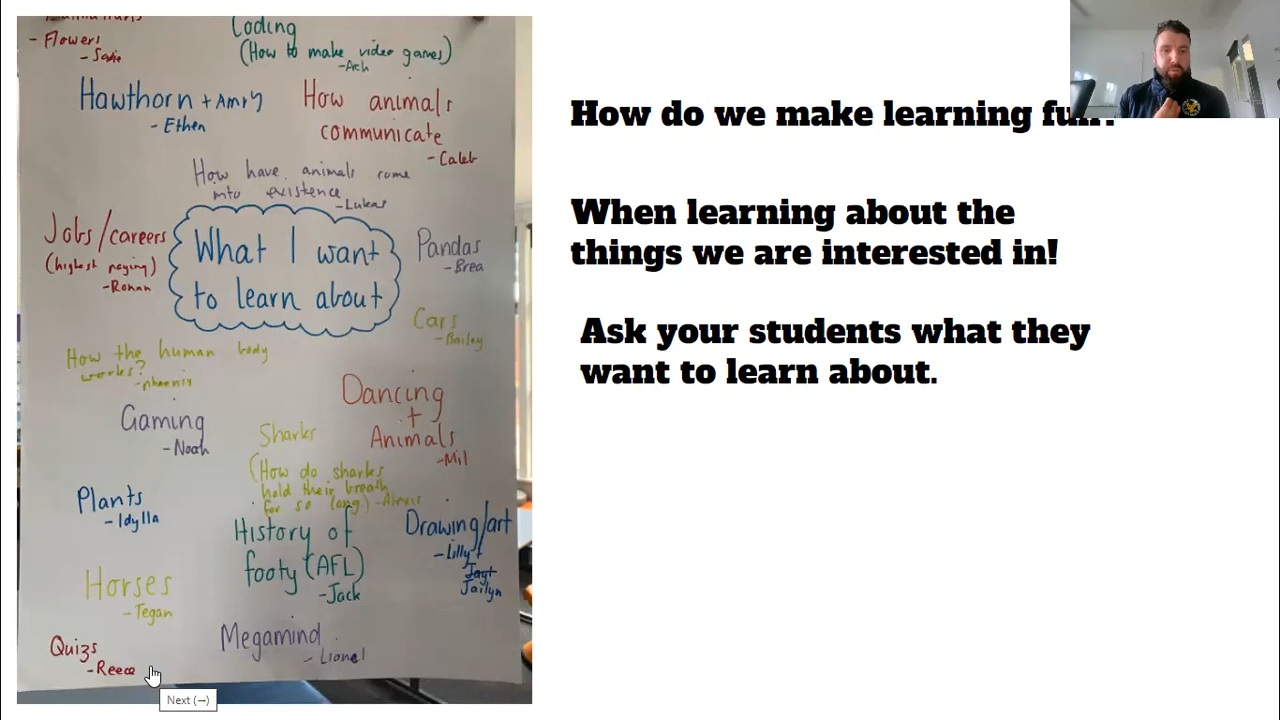 - Flowers
- Sadie
Coding
(How to make video games)
- Ach
Hawthorn + Amry
- Ethen
How animals
communicate
- Caleb
How have animals come
into existence
- Lukas
Jobs/careers
(highest paying)
- Ronan
What I want
to learn about
Pandas
- Brea
Cars
- Bailey
How the human body
works?
- phoenix
Gaming
- Noah
Dancing
+
Animals
- Mil
Sharks
(How do sharks
hold their breath
for so long) - Alexis
Plants
- Idylla
History of
footy (AFL)
- Jack
Drawing/art
- Lilly +
Jailyn
Horses
- Tegan
Quizs
- Reece
Megamind
- Lionel
Next (→)
How do we make learning
When learning about the
things we are interested in!
Ask your students what they
want to learn about.